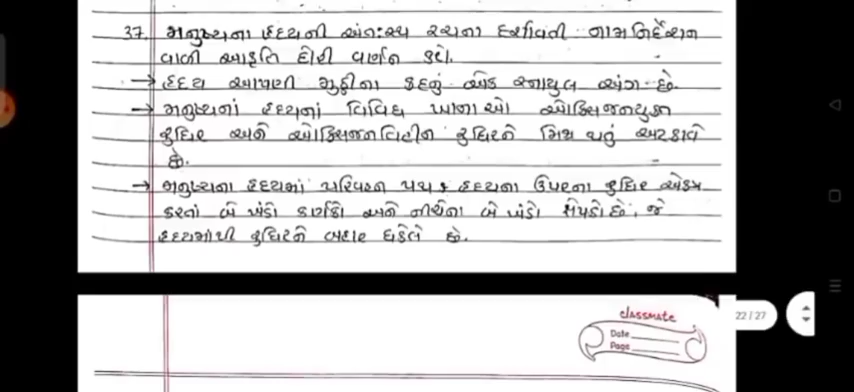 37. મનુષ્યના હૃદયની અંતઃસ્થ રચના દર્શાવતી નામ નિર્દેશન
વાળી આકૃતિ દોરી વર્ણન કરો.
→ હૃદય આપણી મુઠ્ઠીના કદનું એક સ્નાયુલ અંગ છે.
→ મનુષ્યનાં હૃદયનાં વિવિધ ખાનાઓ ઓક્સિજનયુક્ત
રુધિર અને ઓક્સિજનવિહીન રુધિરને મિશ્ર થતું અટકાવે
છે.
→ મનુષ્યના હૃદયમાં પરિવહન હૃદયના ઉપરના રુધિર એકત્ર
કરતાં બે ખંડો કર્ણકો અને નીચેના બે ખંડો ક્ષેપકો છે, જે
હૃદયમાંથી રુધિરને બહાર ધકેલે છે.
classmate
22 / 27
Date
Page